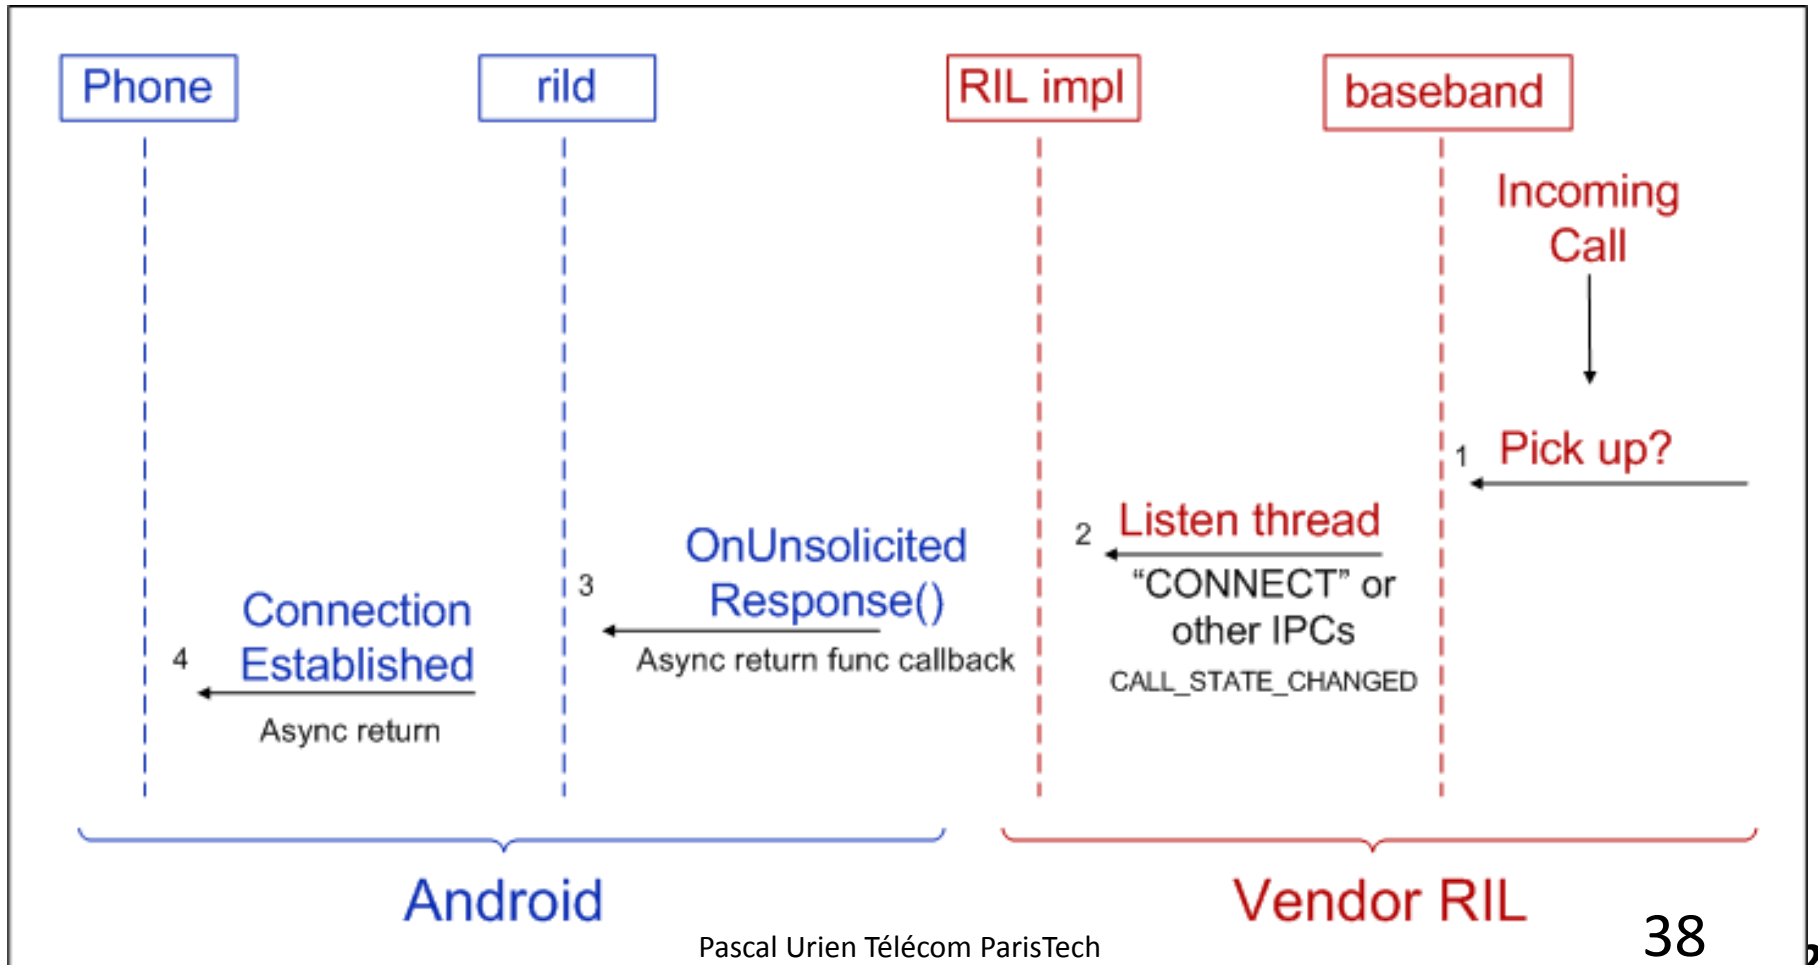 Phone
rild
RIL impl
baseband
Incoming
Call
1
Pick up?
2
Listen thread
"CONNECT" or
other IPCs
CALL_STATE_CHANGED
3
OnUnsolicited
Response()
Async return func callback
4
Connection
Established
Async return
Android
Vendor RIL
Pascal Urien Télécom ParisTech
38